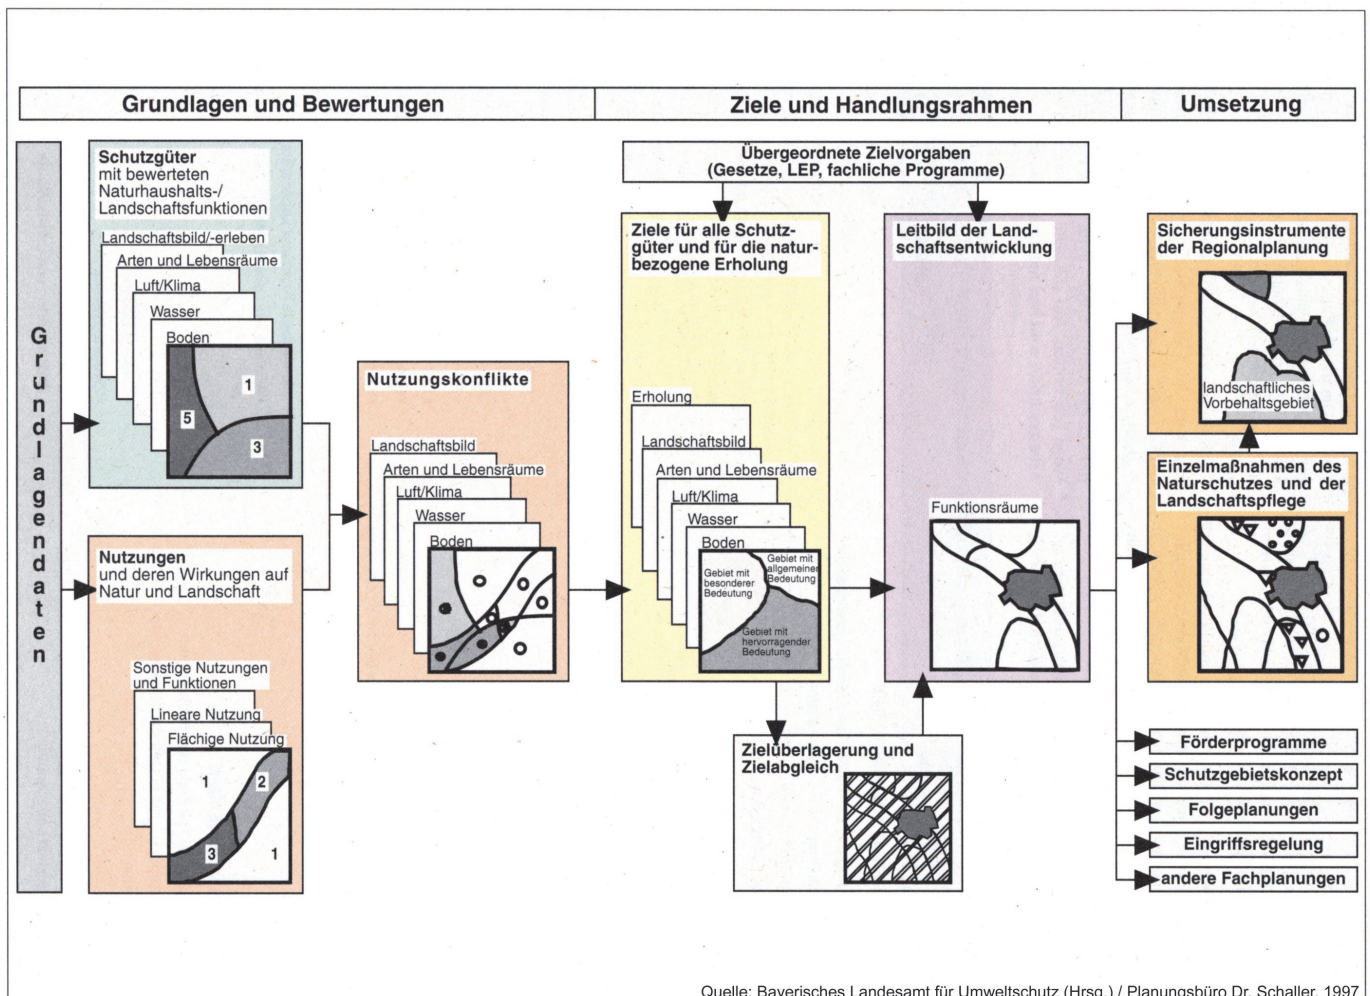 Grundlagen und Bewertungen
Ziele und Handlungsrahmen
Umsetzung
Grundlagendaten
Schutzgüter
mit bewerteten
Naturhaushalts-/
Landschaftsfunktionen
Landschaftsbild/-erleben
Arten und Lebensräume
Luft/Klima
Wasser
Boden
1
5
3
Nutzungen
und deren Wirkungen auf
Natur und Landschaft
Sonstige Nutzungen
und Funktionen
Lineare Nutzung
Flächige Nutzung
1
2
3
1
Nutzungskonflikte
Landschaftsbild
Arten und Lebensräume
Luft/Klima
Wasser
Boden
Übergeordnete Zielvorgaben
(Gesetze, LEP, fachliche Programme)
Ziele für alle Schutz-
güter und für die natur-
bezogene Erholung
Erholung
Landschaftsbild
Arten und Lebensräume
Luft/Klima
Wasser
Boden
Gebiet mit
besonderer
Bedeutung
Gebiet mit
allgemeiner
Bedeutung
Gebiet mit
hervorragender
Bedeutung
Zielüberlagerung und
Zielabgleich
Leitbild der Land-
schaftsentwicklung
Funktionsräume
Sicherungsinstrumente
der Regionalplanung
landschaftliches
Vorbehaltsgebiet
Einzelmaßnahmen des
Naturschutzes und der
Landschaftspflege
Förderprogramme
Schutzgebietskonzept
Folgeplanungen
Eingriffsregelung
andere Fachplanungen
Quelle: Bayerisches Landesamt für Umweltschutz (Hrsg.) / Planungsbüro Dr. Schaller, 1997